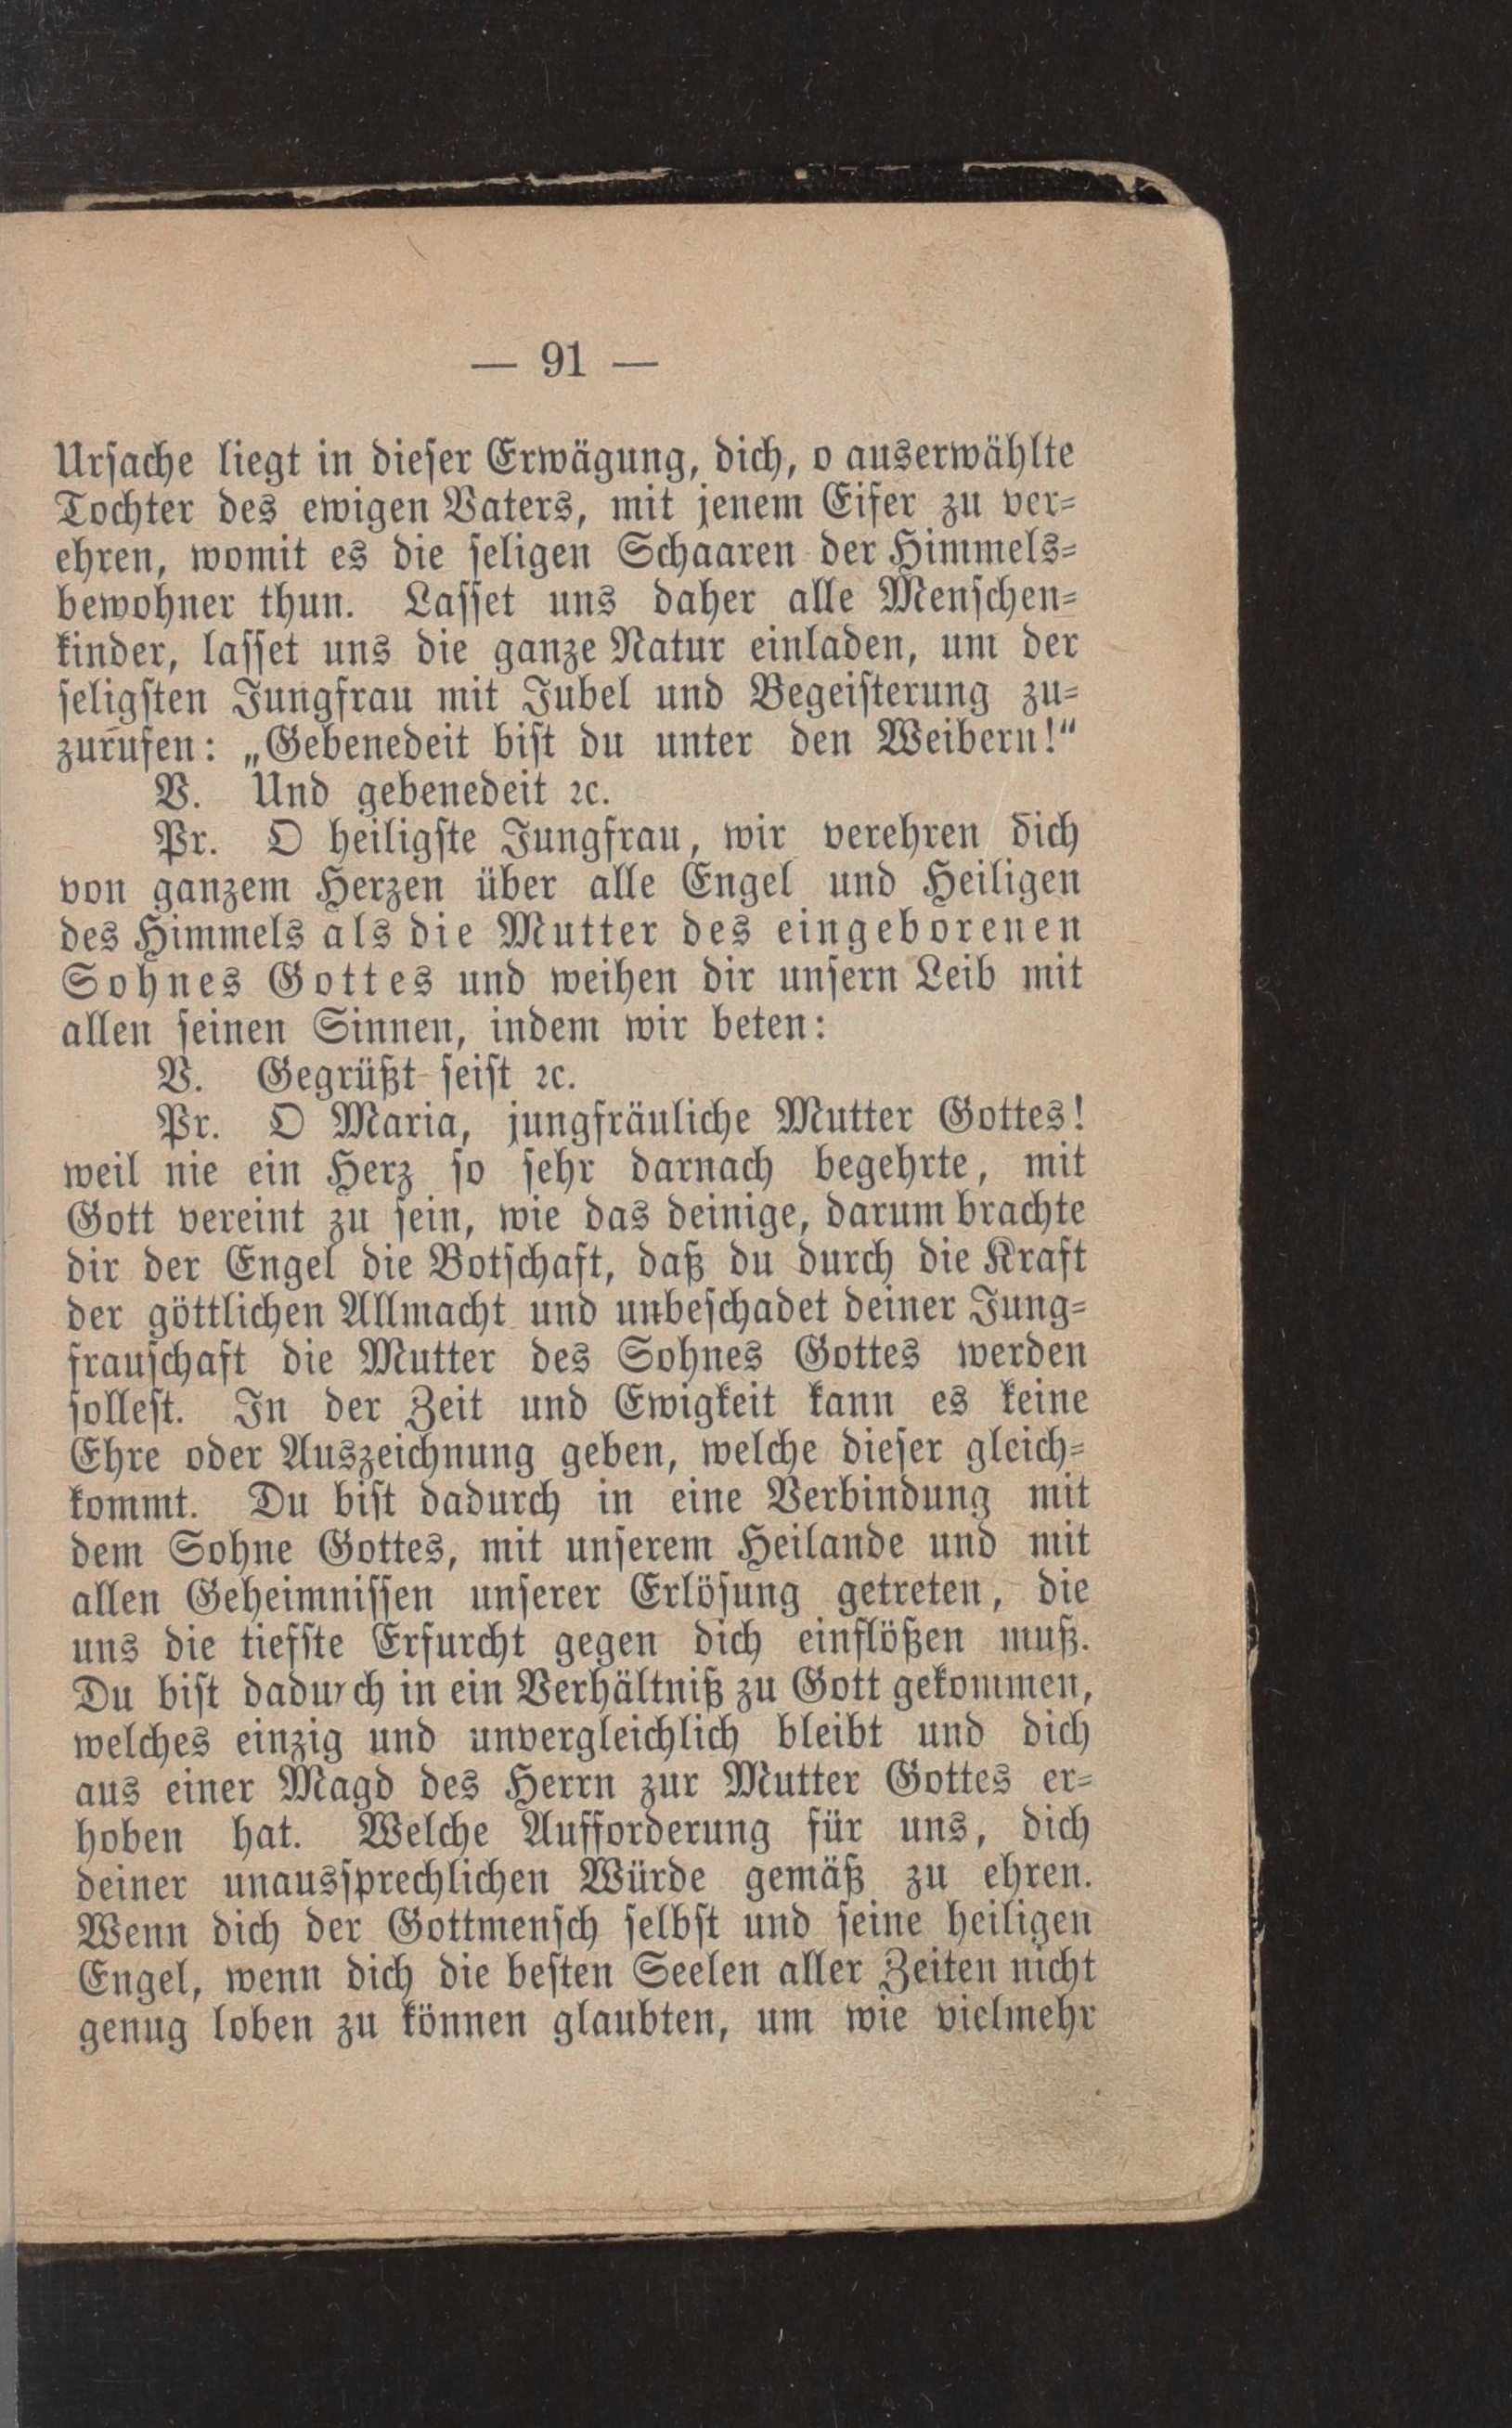 — 91 —
Ursache liegt in dieser Erwägung, dich, o auserwählte
Tochter des ewigen Vaters, mit jenem Eifer zu ver-
ehren, womit es die seligen Schaaren der Himmels-
bewohner thun. Lasset uns daher alle Menschen-
kinder, lasset uns die ganze Natur einladen, um der
seligsten Jungfrau mit Jubel und Begeisterung zu-
zurufen: „Gebenedeit bist du unter den Weibern!“
V. Und gebenedeit ꝛc.
Pr. O heiligste Jungfrau, wir verehren dich
von ganzem Herzen über alle Engel und Heiligen
des Himmels als die Mutter des eingeborenen
Sohnes Gottes und weihen dir unsern Leib mit
allen seinen Sinnen, indem wir beten:
V. Gegrüßt seist ꝛc.
Pr. O Maria, jungfräuliche Mutter Gottes!
weil nie ein Herz so sehr darnach begehrte, mit
Gott vereint zu sein, wie das deinige, darum brachte
dir der Engel die Botschaft, daß du durch die Kraft
der göttlichen Allmacht und unbeschadet deiner Jung-
frauschaft die Mutter des Sohnes Gottes werden
sollest. In der Zeit und Ewigkeit kann es keine
Ehre oder Auszeichnung geben, welche dieser gleich-
kommt. Du bist dadurch in eine Verbindung mit
dem Sohne Gottes, mit unserem Heilande und mit
allen Geheimnissen unserer Erlösung getreten, die
uns die tiefste Erfurcht gegen dich einflößen muß.
Du bist dadurch in ein Verhältniß zu Gott gekommen,
welches einzig und unvergleichlich bleibt und dich
aus einer Magd des Herrn zur Mutter Gottes er-
hoben hat. Welche Aufforderung für uns, dich
deiner unaussprechlichen Würde gemäß zu ehren.
Wenn dich der Gottmensch selbst und seine heiligen
Engel, wenn dich die besten Seelen aller Zeiten nicht
genug loben zu können glaubten, um wie vielmehr